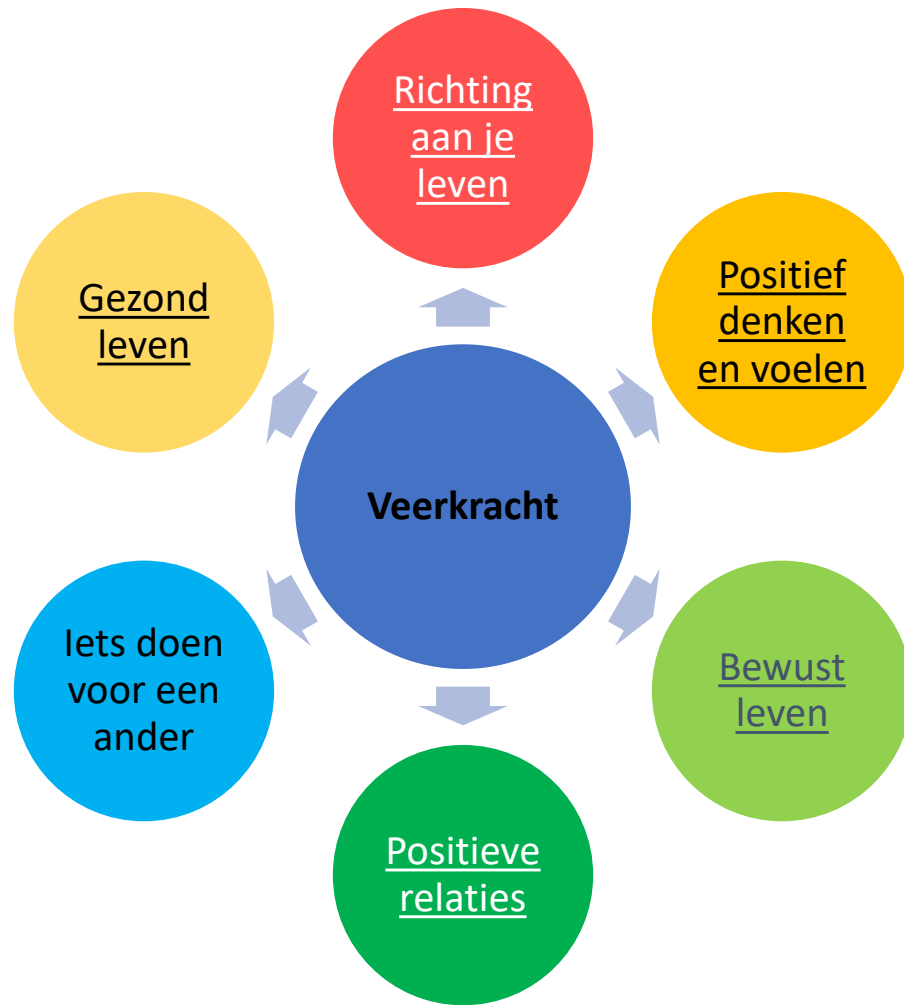 Richting
aan je
leven
Positief
denken
en voelen
Bewust
leven
Positieve
relaties
Iets doen
voor een
ander
Gezond
leven
Veerkracht